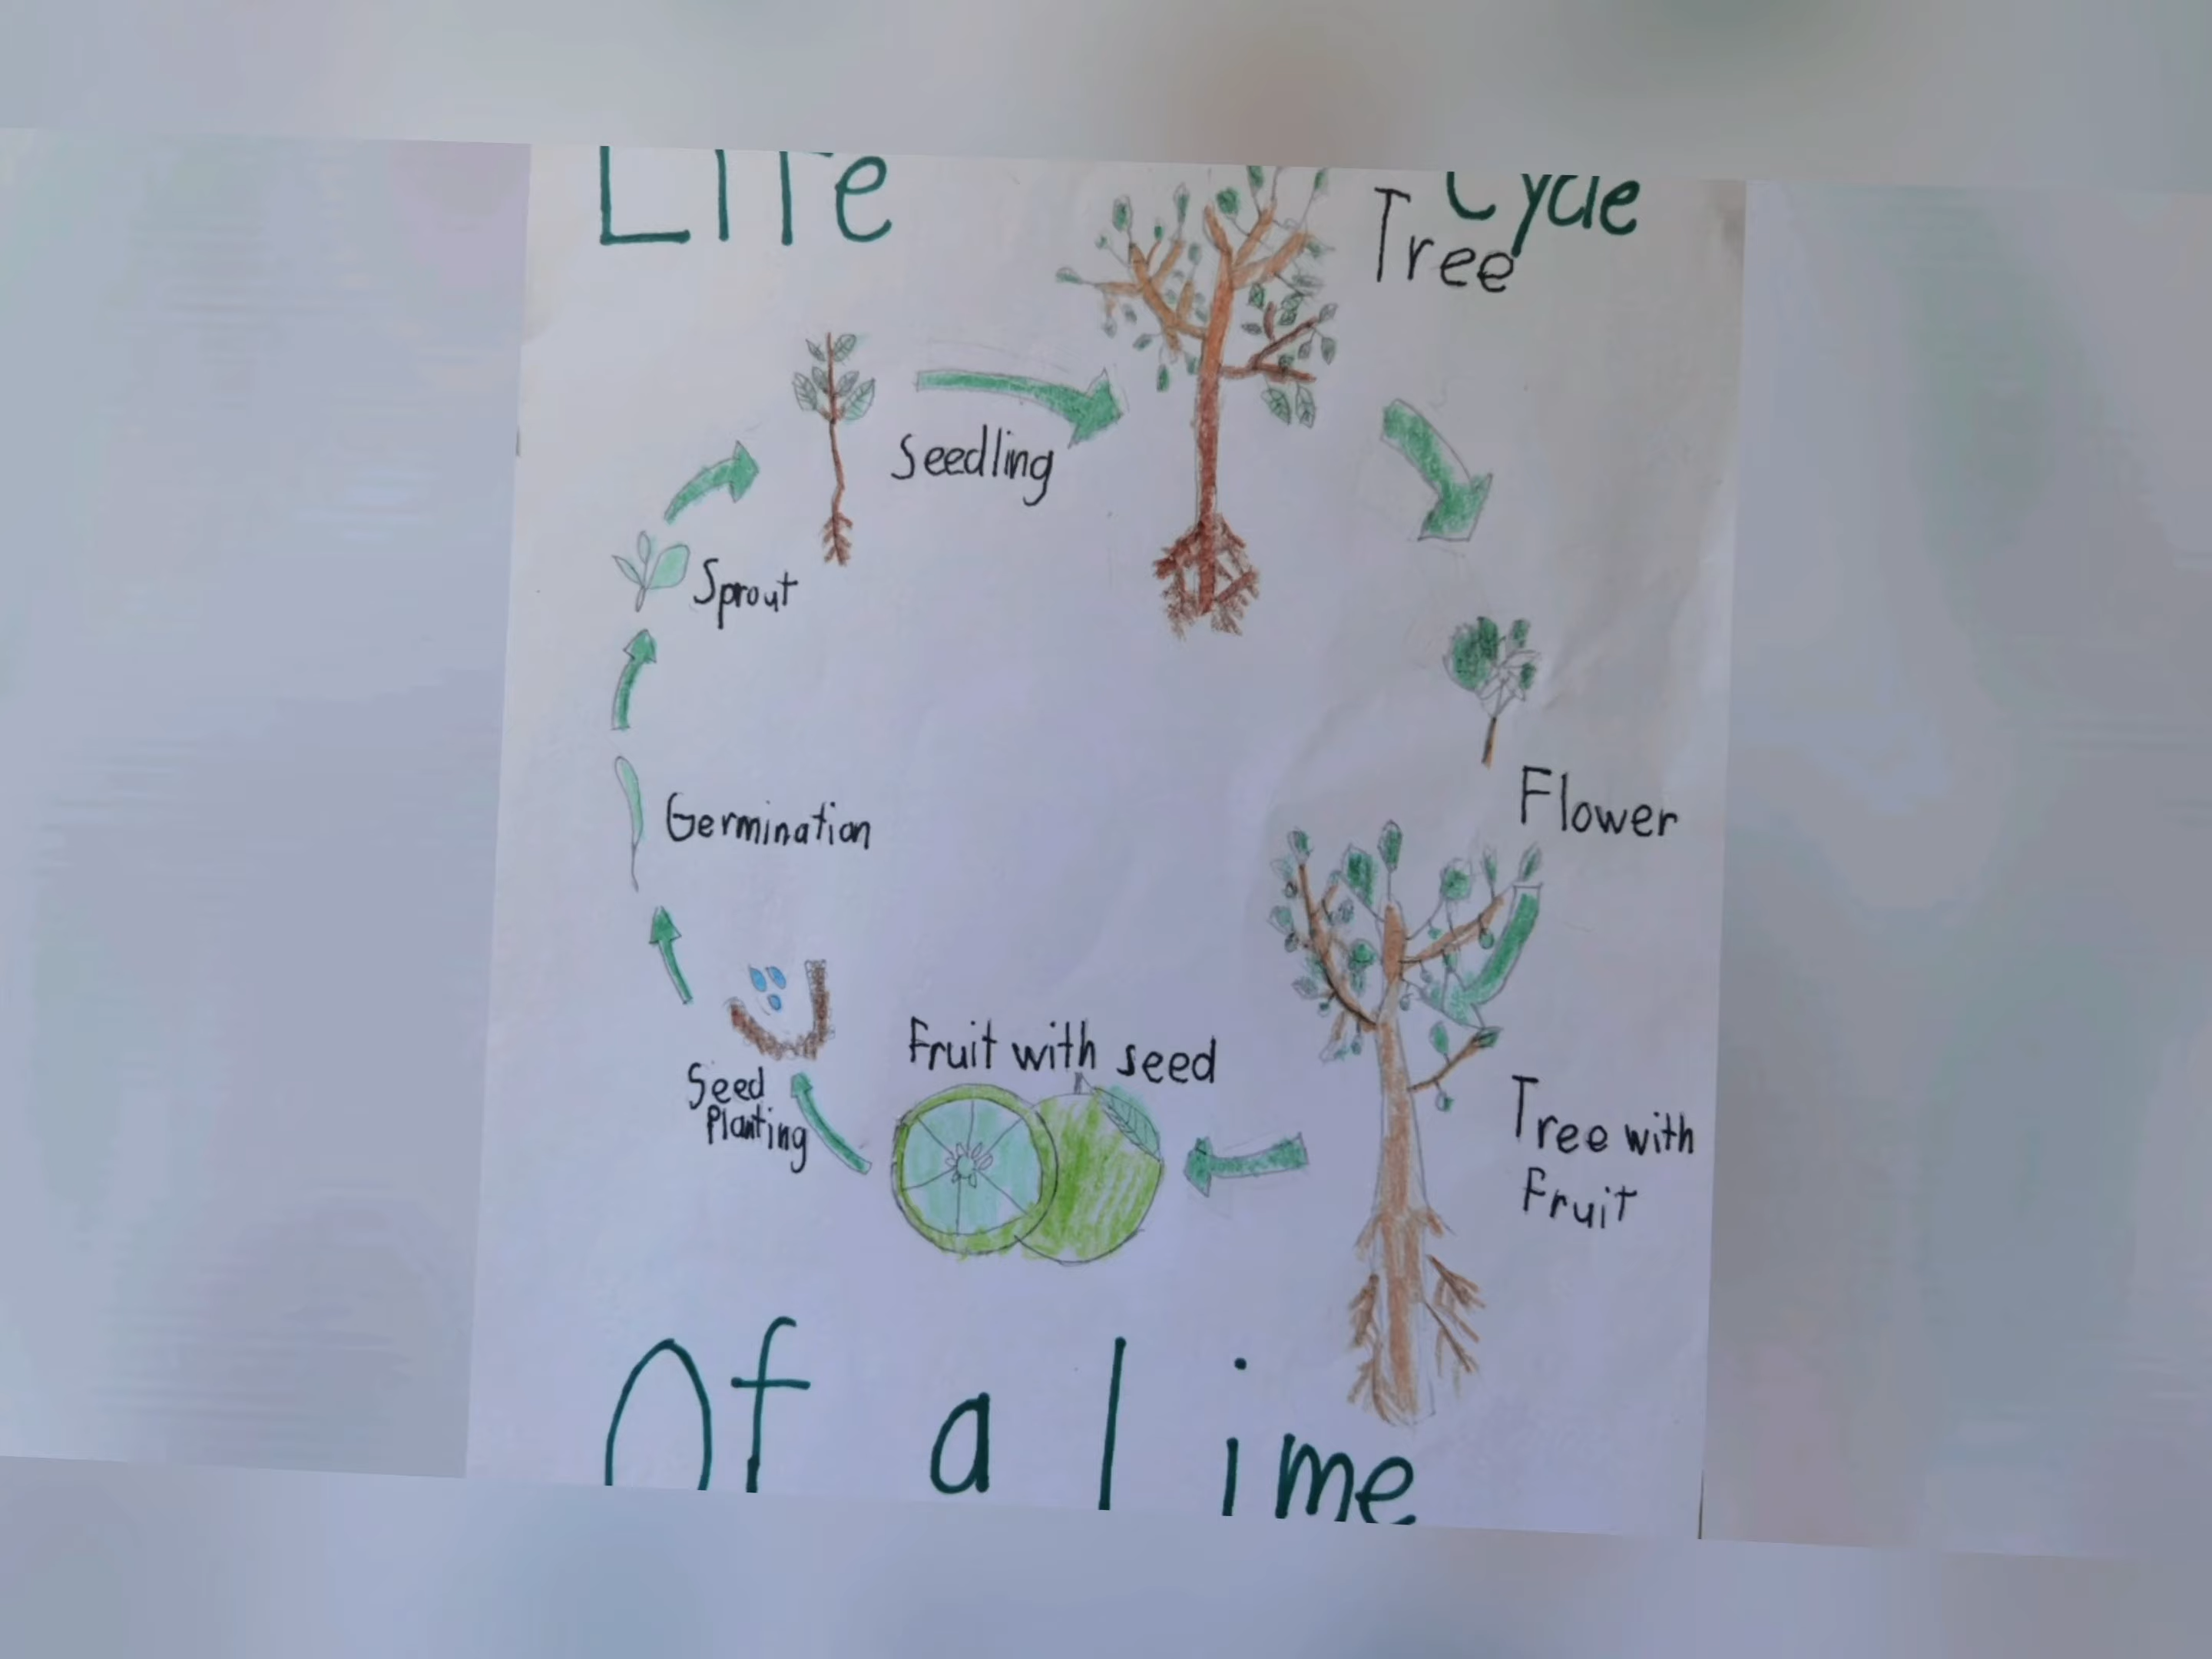 Life Cycle
Tree
Seedling
Sprout
Germination
Flower
Fruit with seed
Seed
Planting
Tree with
Fruit
Of a lime